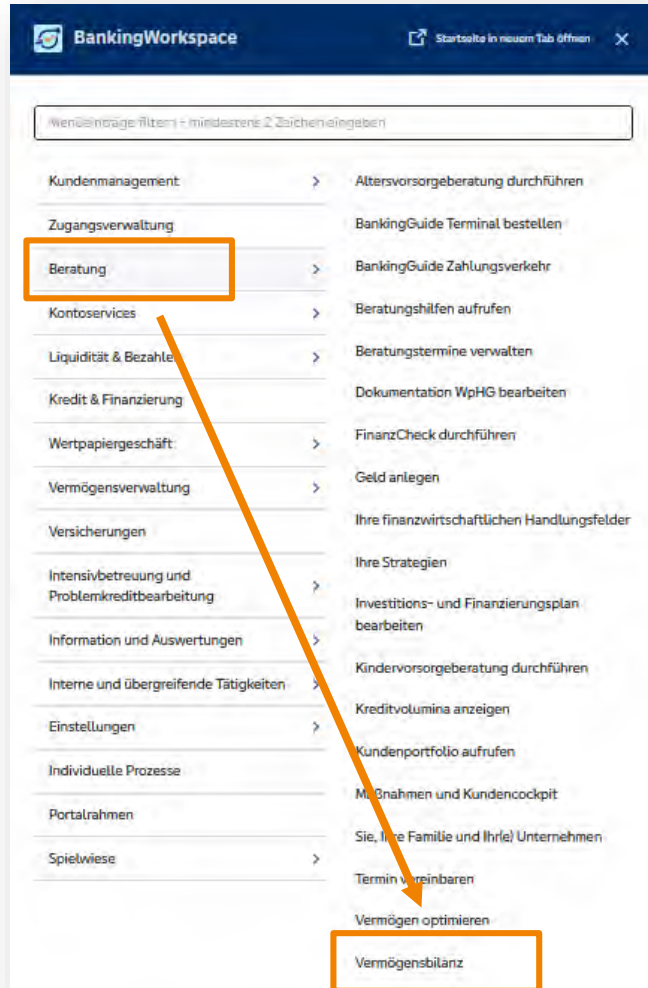 BankingWorkspace
Startseite in neuem Tab öffnen
Menüeinträge filtern - mindestens 2 Zeichen eingeben
Kundenmanagement
Zugangsverwaltung
Beratung
Kontoservices
Liquidität & Bezahlen
Kredit & Finanzierung
Wertpapiergeschäft
Vermögensverwaltung
Versicherungen
Intensivbetreuung und
Problemkreditbearbeitung
Information und Auswertungen
Interne und übergreifende Tätigkeiten
Einstellungen
Individuelle Prozesse
Portalrahmen
Spielwiese
Altersvorsorgeberatung durchführen
BankingGuide Terminal bestellen
BankingGuide Zahlungsverkehr
Beratungshilfen aufrufen
Beratungstermine verwalten
Dokumentation WpHG bearbeiten
FinanzCheck durchführen
Geld anlegen
Ihre finanzwirtschaftlichen Handlungsfelder
Ihre Strategien
Investitions- und Finanzierungsplan
bearbeiten
Kindervorsorgeberatung durchführen
Kreditvolumina anzeigen
Kundenportfolio aufrufen
Maßnahmen und Kundencockpit
Sie, Ihre Familie und Ihr(e) Unternehmen
Termin vereinbaren
Vermögen optimieren
Vermögensbilanz